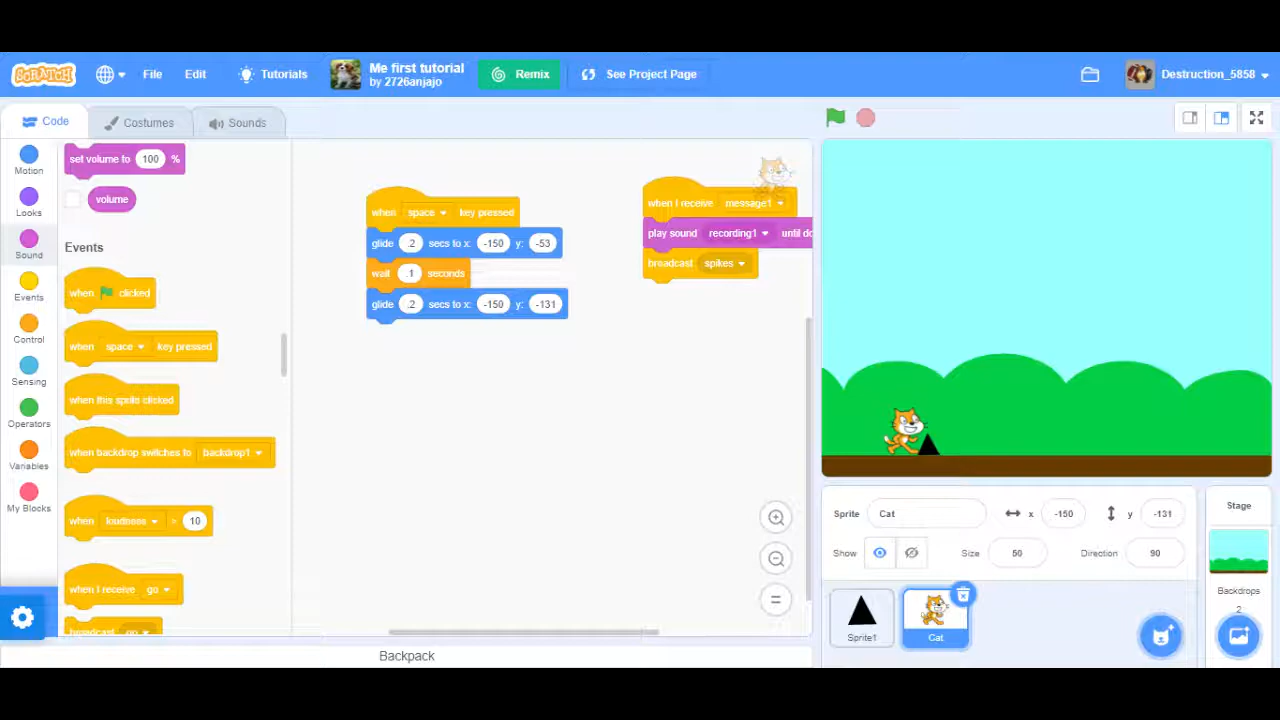 SCRATCH
File
Edit
Tutorials
Me first tutorial
by 2726anjajo
Remix
See Project Page
Destruction_5858
Code
Costumes
Sounds
Motion
Looks
Sound
Events
Control
Sensing
Operators
Variables
My Blocks
set volume to 100 %
volume
Events
when clicked
when space key pressed
when this sprite clicked
when backdrop switches to backdrop1
when loudness > 10
when I receive go
broadcast go
when space key pressed
glide .2 secs to x: -150 y: -53
wait .1 seconds
glide .2 secs to x: -150 y: -131
when I receive message1
play sound recording1 until do
broadcast spikes
Backpack
Sprite Cat x -150 y -131
Show Size 50 Direction 90
Sprite1
Cat
Stage
Backdrops
2